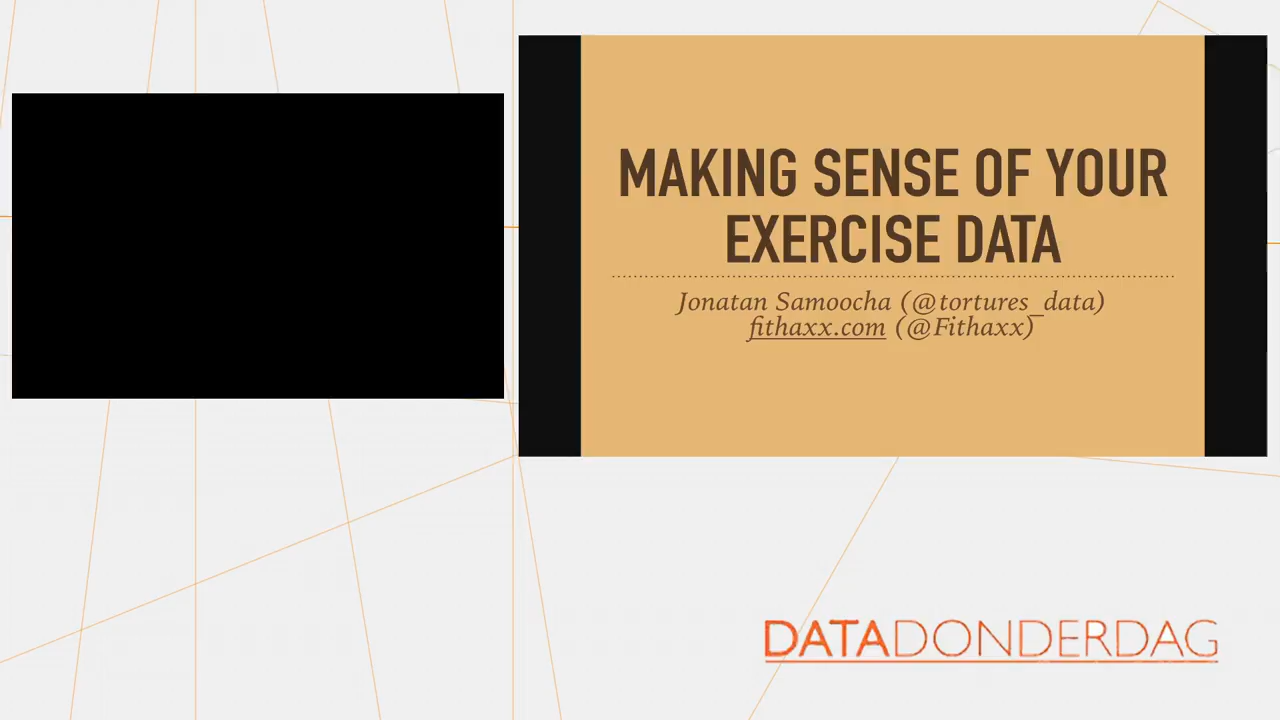 MAKING SENSE OF YOUR
EXERCISE DATA
Jonatan Samoocha (@tortures_data)
fithaxx.com (@Fithaxx)
DATADONDERDAG